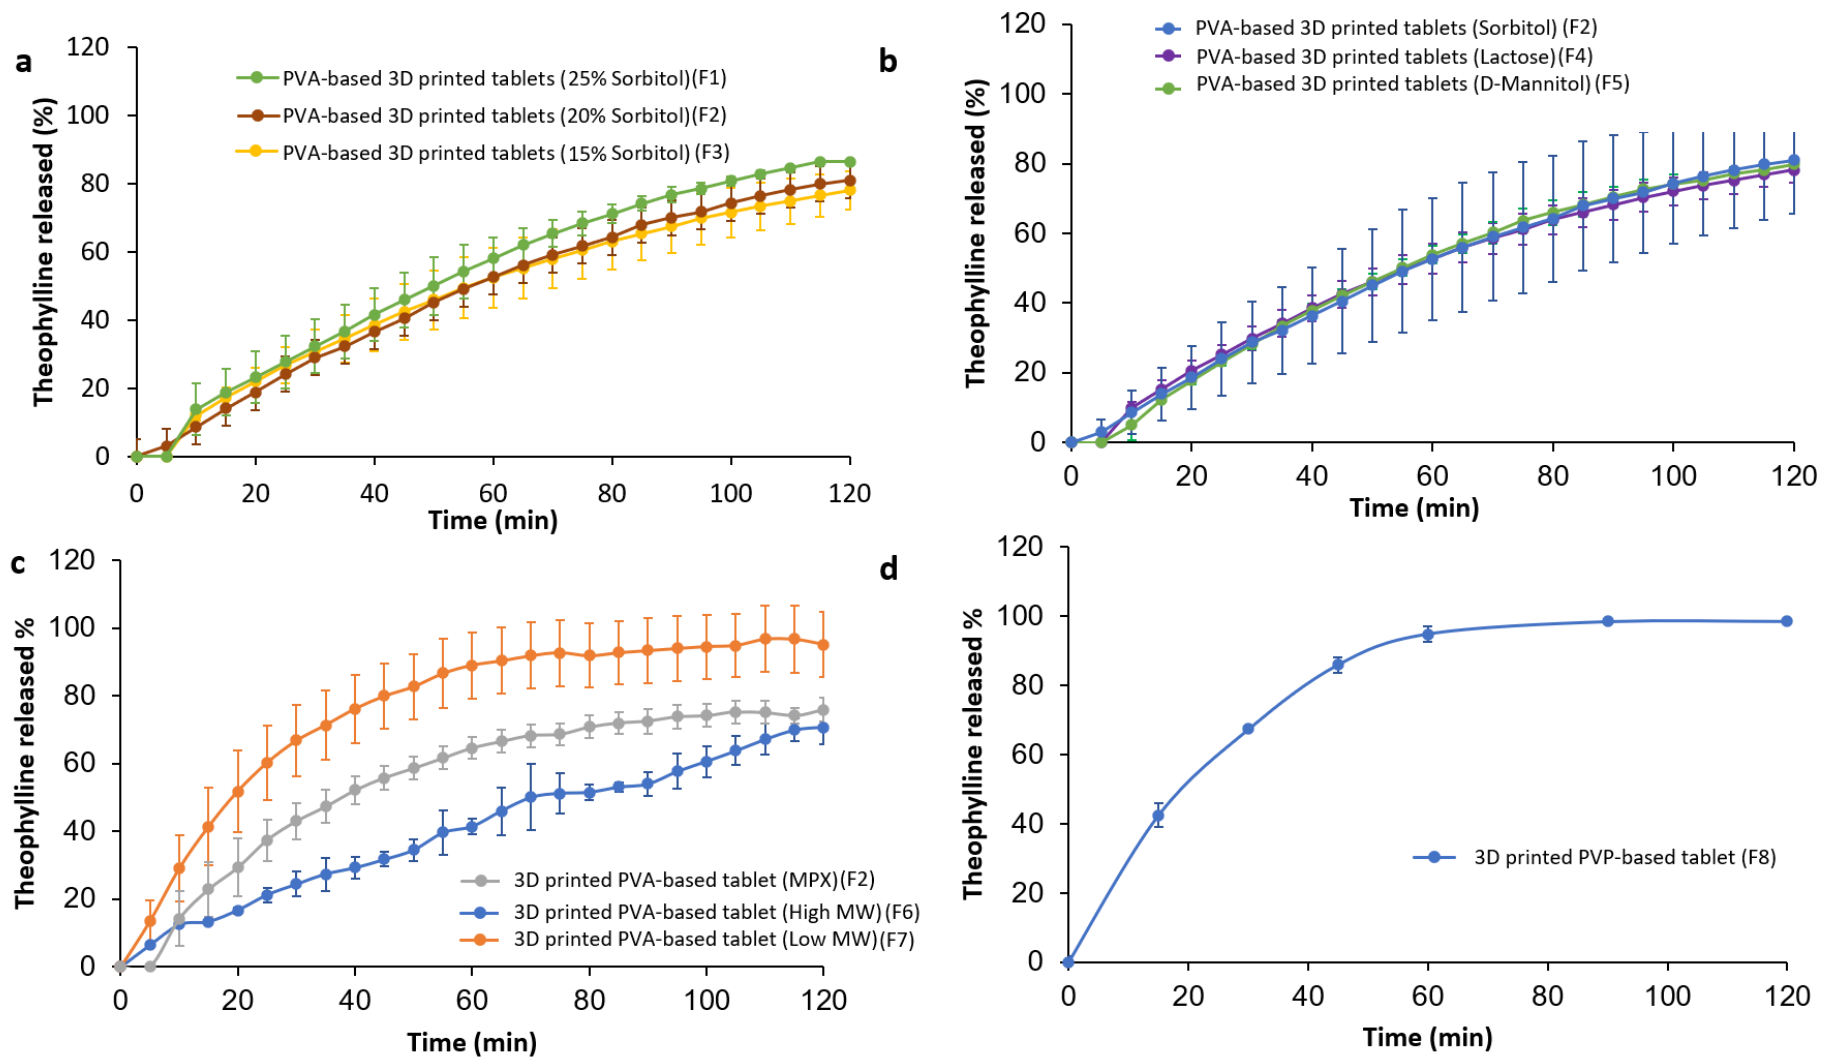 a
120
100
80
60
40
20
0
Theophylline released (%)
PVA-based 3D printed tablets (25% Sorbitol)(F1)
PVA-based 3D printed tablets (20% Sorbitol)(F2)
PVA-based 3D printed tablets (15% Sorbitol)(F3)
0 20 40 60 80 100 120
Time (min)
b
120
100
80
60
40
20
0
Theophylline released (%)
PVA-based 3D printed tablets (Sorbitol) (F2)
PVA-based 3D printed tablets (Lactose)(F4)
PVA-based 3D printed tablets (D-Mannitol)(F5)
0 20 40 60 80 100 120
Time (min)
c
120
100
80
60
40
20
0
Theophylline released %
3D printed PVA-based tablet (MPX)(F2)
3D printed PVA-based tablet (High MW)(F6)
3D printed PVA-based tablet (Low MW)(F7)
0 20 40 60 80 100 120
Time (min)
d
120
100
80
60
40
20
0
Theophylline released %
3D printed PVP-based tablet (F8)
0 20 40 60 80 100 120
Time (min)